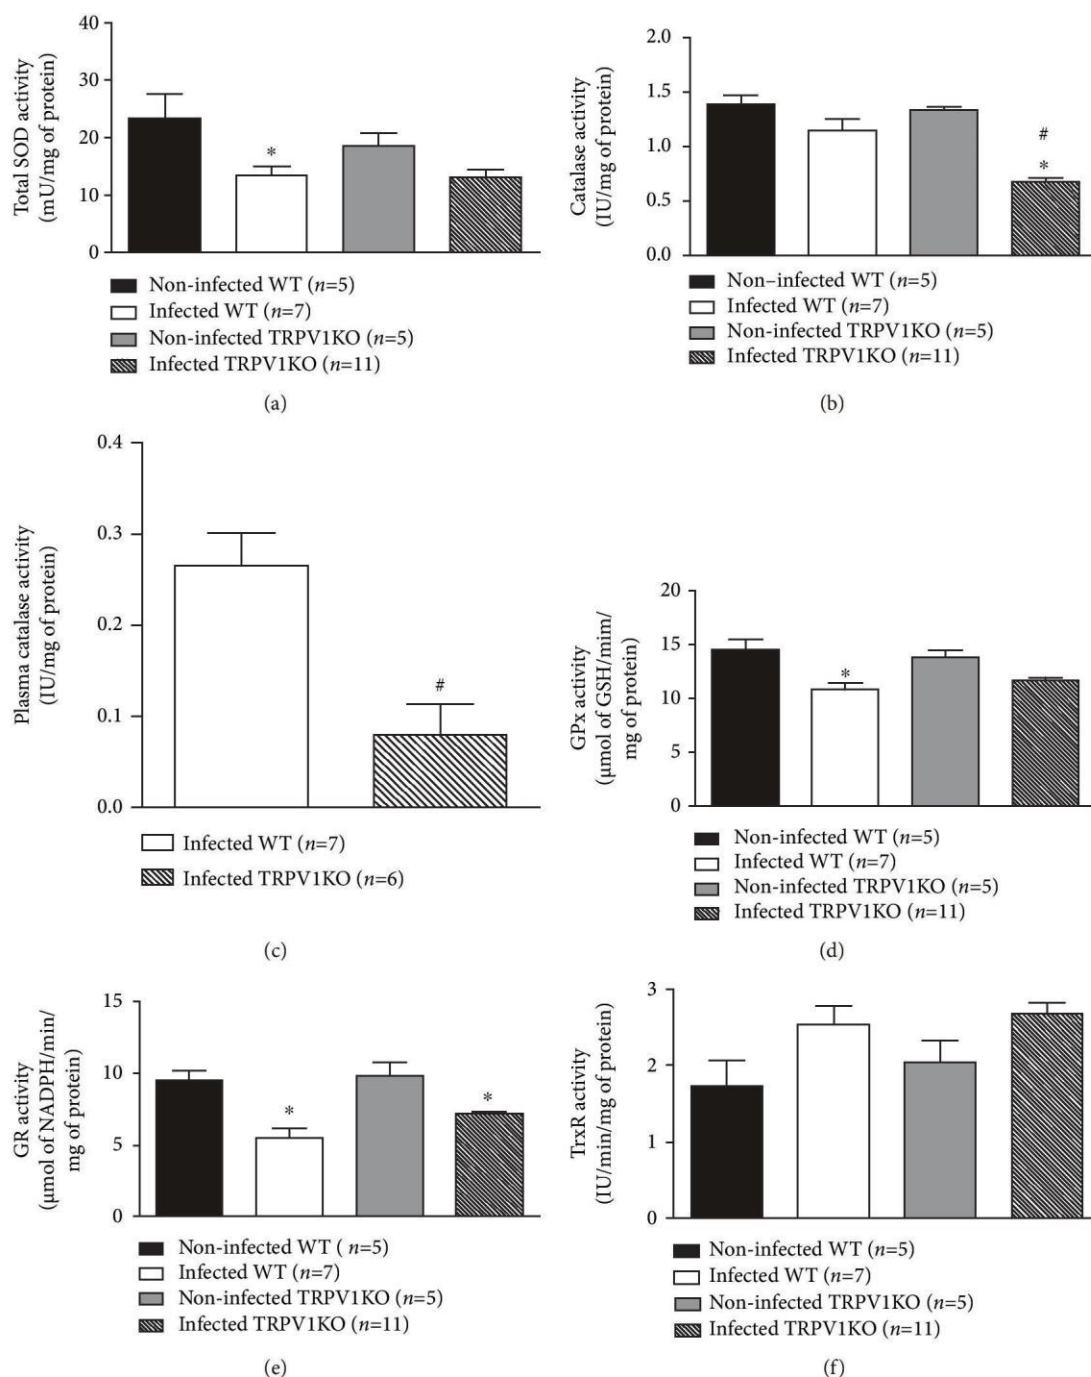 Total SOD activity
(mU/mg of protein)
40
30
20
10
0
*
Non-infected WT (n=5)
Infected WT (n=7)
Non-infected TRPV1KO (n=5)
Infected TRPV1KO (n=11)
(a)
Catalase activity
(IU/mg of protein)
2.0
1.5
1.0
0.5
0.0
#
*
Non–infected WT (n=5)
Infected WT (n=7)
Non-infected TRPV1KO (n=5)
Infected TRPV1KO (n=11)
(b)
Plasma catalase activity
(IU/mg of protein)
0.4
0.3
0.2
0.1
0.0
#
Infected WT (n=7)
Infected TRPV1KO (n=6)
(c)
GPx activity
(μmol of GSH/mim/
mg of protein)
20
15
10
5
0
*
Non-infected WT (n=5)
Infected WT (n=7)
Non-infected TRPV1KO (n=5)
Infected TRPV1KO (n=11)
(d)
GR activity
(μmol of NADPH/min/
mg of protein)
15
10
5
0
*
*
Non-infected WT ( n=5)
Infected WT (n=7)
Non-infected TRPV1KO (n=5)
Infected TRPV1KO (n=11)
(e)
TrxR activity
(IU/min/mg of protein)
3
2
1
0
Non-infected WT (n=5)
Infected WT (n=7)
Non-infected TRPV1KO (n=5)
Infected TRPV1KO (n=11)
(f)